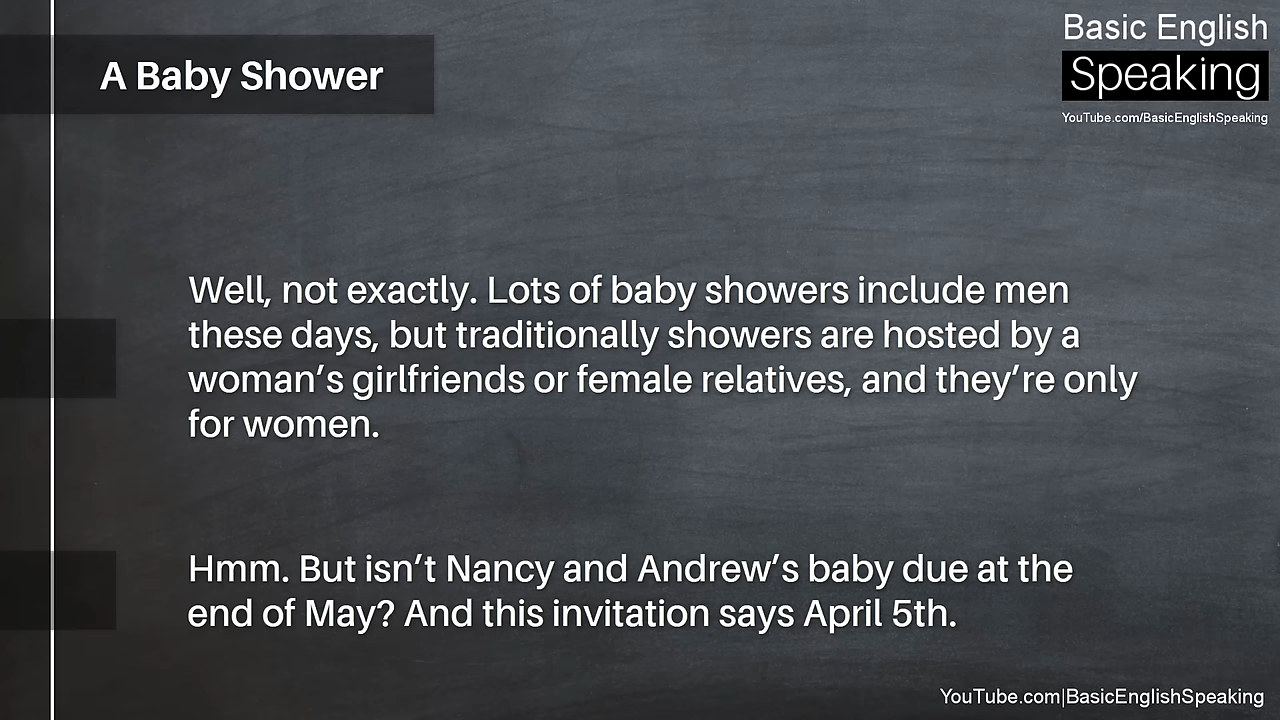 A Baby Shower
Basic English
Speaking
YouTube.com/BasicEnglishSpeaking
Well, not exactly. Lots of baby showers include men
these days, but traditionally showers are hosted by a
woman’s girlfriends or female relatives, and they’re only
for women.
Hmm. But isn’t Nancy and Andrew’s baby due at the
end of May? And this invitation says April 5th.
YouTube.com|BasicEnglishSpeaking